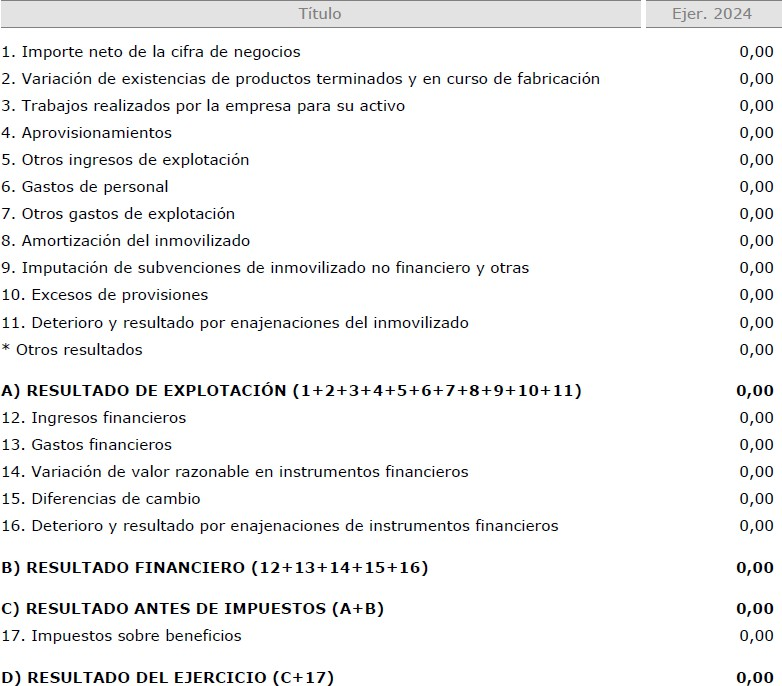 Título Ejer. 2024
1. Importe neto de la cifra de negocios 0,00
2. Variación de existencias de productos terminados y en curso de fabricación 0,00
3. Trabajos realizados por la empresa para su activo 0,00
4. Aprovisionamientos 0,00
5. Otros ingresos de explotación 0,00
6. Gastos de personal 0,00
7. Otros gastos de explotación 0,00
8. Amortización del inmovilizado 0,00
9. Imputación de subvenciones de inmovilizado no financiero y otras 0,00
10. Excesos de provisiones 0,00
11. Deterioro y resultado por enajenaciones del inmovilizado 0,00
* Otros resultados 0,00
A) RESULTADO DE EXPLOTACIÓN (1+2+3+4+5+6+7+8+9+10+11) 0,00
12. Ingresos financieros 0,00
13. Gastos financieros 0,00
14. Variación de valor razonable en instrumentos financieros 0,00
15. Diferencias de cambio 0,00
16. Deterioro y resultado por enajenaciones de instrumentos financieros 0,00
B) RESULTADO FINANCIERO (12+13+14+15+16) 0,00
C) RESULTADO ANTES DE IMPUESTOS (A+B) 0,00
17. Impuestos sobre beneficios 0,00
D) RESULTADO DEL EJERCICIO (C+17) 0,00